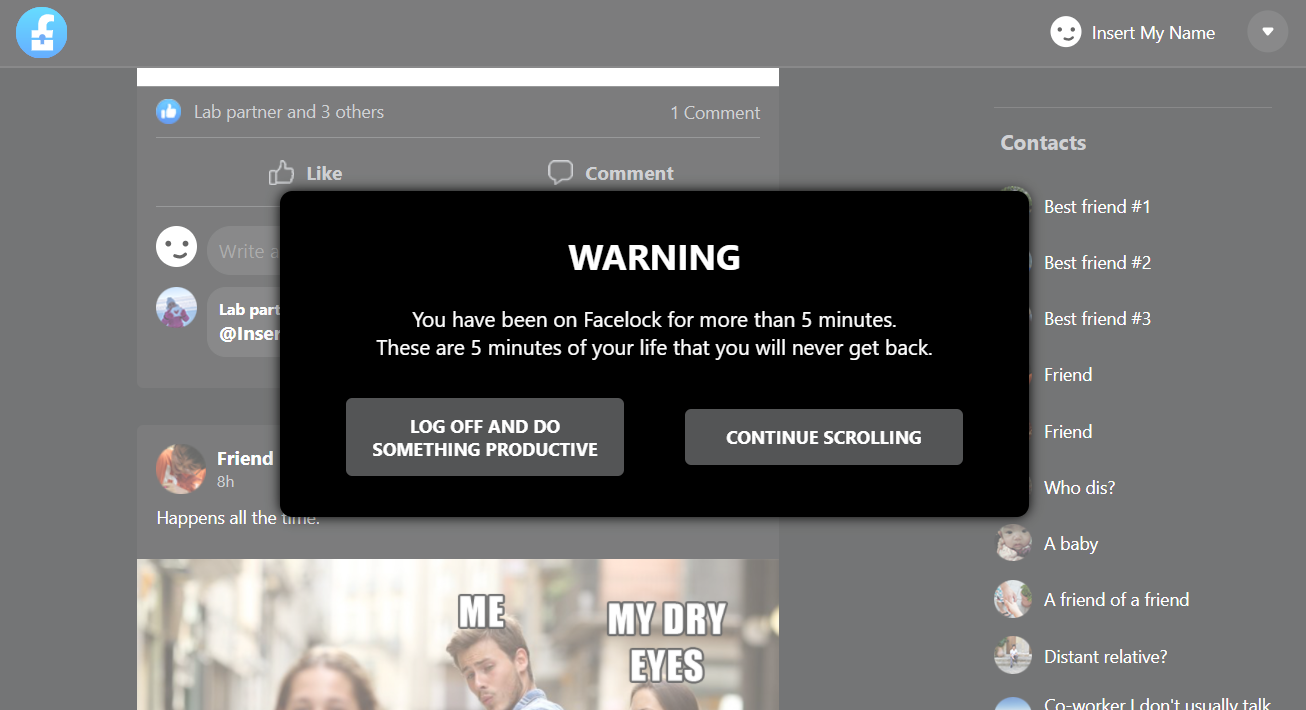 Insert My Name
Lab partner and 3 others
1 Comment
Like
Comment
Write a
Lab part
@Inser
Friend
8h
Happens all the time.
ME
MY DRY
EYES
WARNING
You have been on Facelock for more than 5 minutes.
These are 5 minutes of your life that you will never get back.
LOG OFF AND DO
SOMETHING PRODUCTIVE
CONTINUE SCROLLING
Contacts
Best friend #1
Best friend #2
Best friend #3
Friend
Friend
Who dis?
A baby
A friend of a friend
Distant relative?
Co-worker I don't usually talk